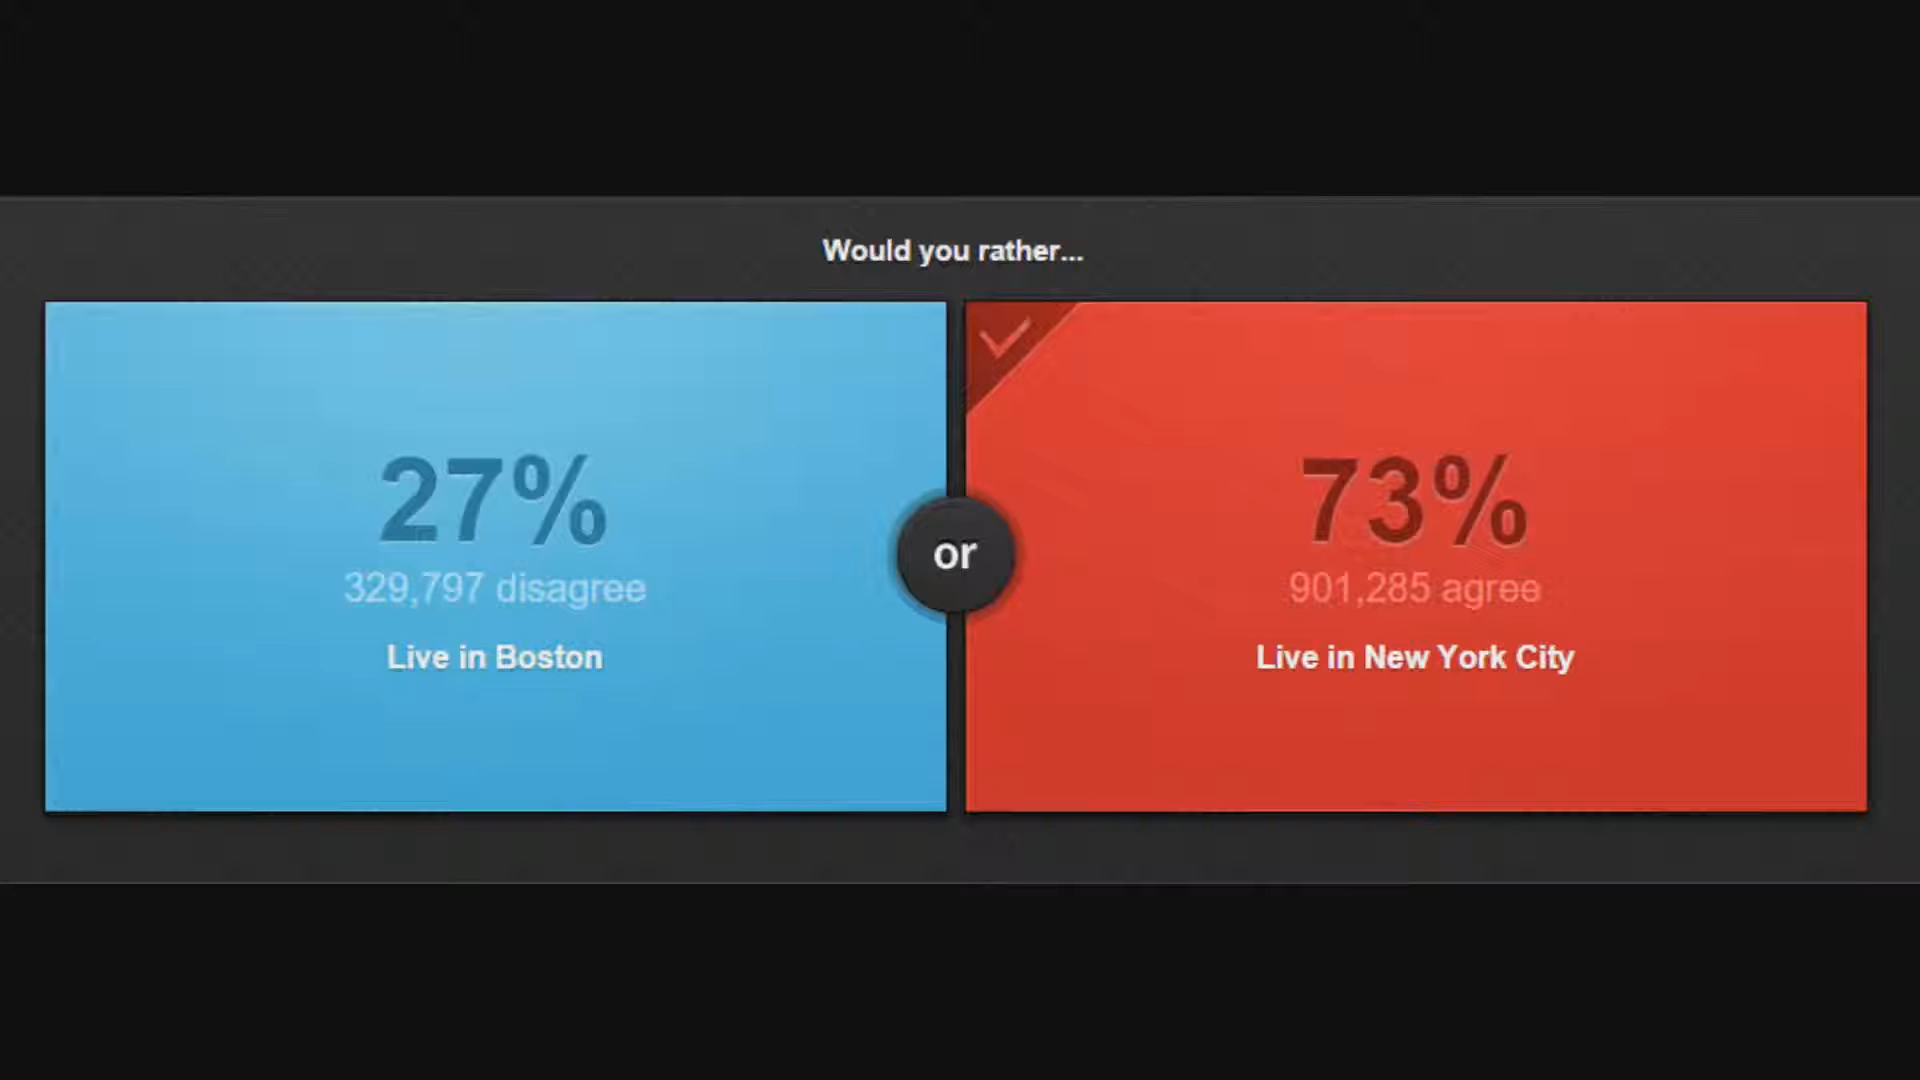 Would you rather...
27%
329,797 disagree
Live in Boston
or
73%
901,285 agree
Live in New York City